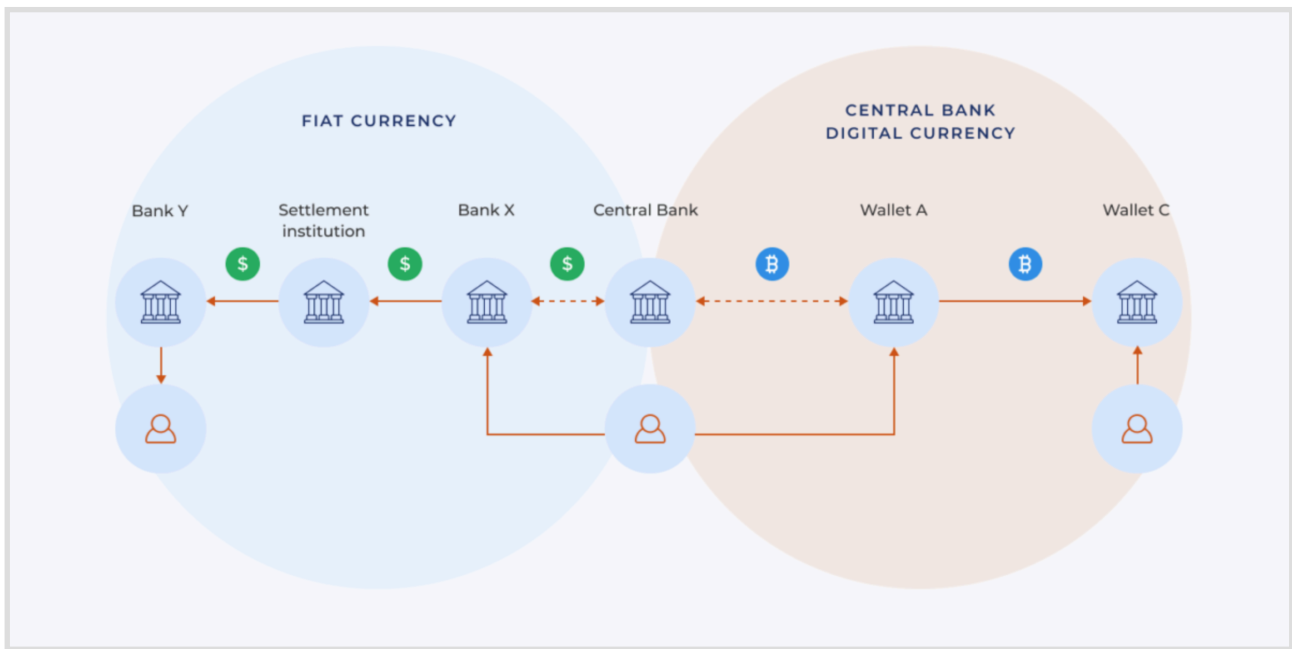 FIAT CURRENCY
CENTRAL BANK
DIGITAL CURRENCY
Bank Y
Settlement
institution
Bank X
Central Bank
Wallet A
Wallet C
$
$
$
₿
₿